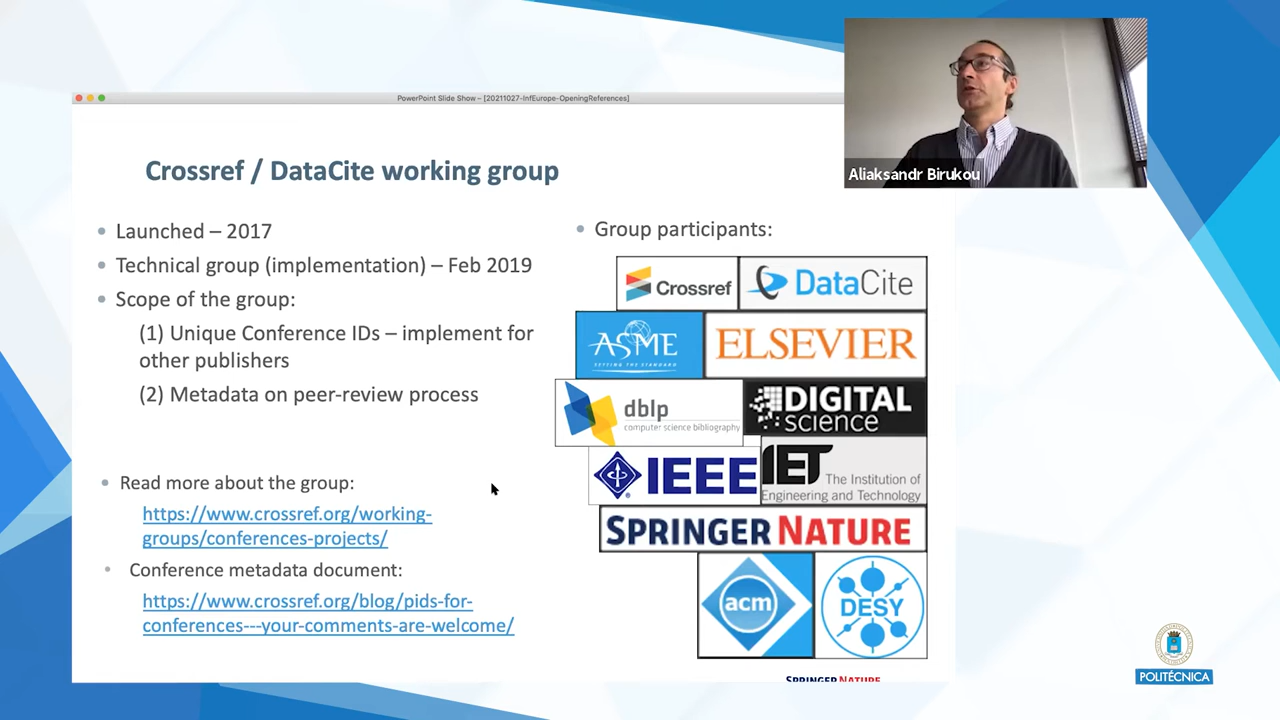 PowerPoint Slide Show – [20211027-InfEurope-OpeningReferences]
Aliaksandr Birukou
Crossref / DataCite working group
Launched – 2017
Technical group (implementation) – Feb 2019
Scope of the group:
(1) Unique Conference IDs – implement for
other publishers
(2) Metadata on peer-review process
Read more about the group:
https://www.crossref.org/working-
groups/conferences-projects/
Conference metadata document:
https://www.crossref.org/blog/pids-for-
conferences---your-comments-are-welcome/
Group participants:
Crossref
DataCite
ASME
SETTING THE STANDARD
ELSEVIER
dblp
computer science bibliography
DIGITAL
science
IEEE
IET
The Institution of
Engineering and Technology
SPRINGER NATURE
acm
DESY
SPRINGER NATURE
POLITÉCNICA